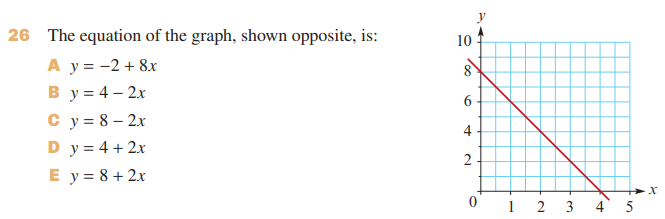 26 The equation of the graph, shown opposite, is:
A y = −2 + 8x
B y = 4 – 2x
C y = 8 – 2x
D y = 4 + 2x
E y = 8 + 2x
y
10
8
6
4
2
0
1 2 3 4 5
x